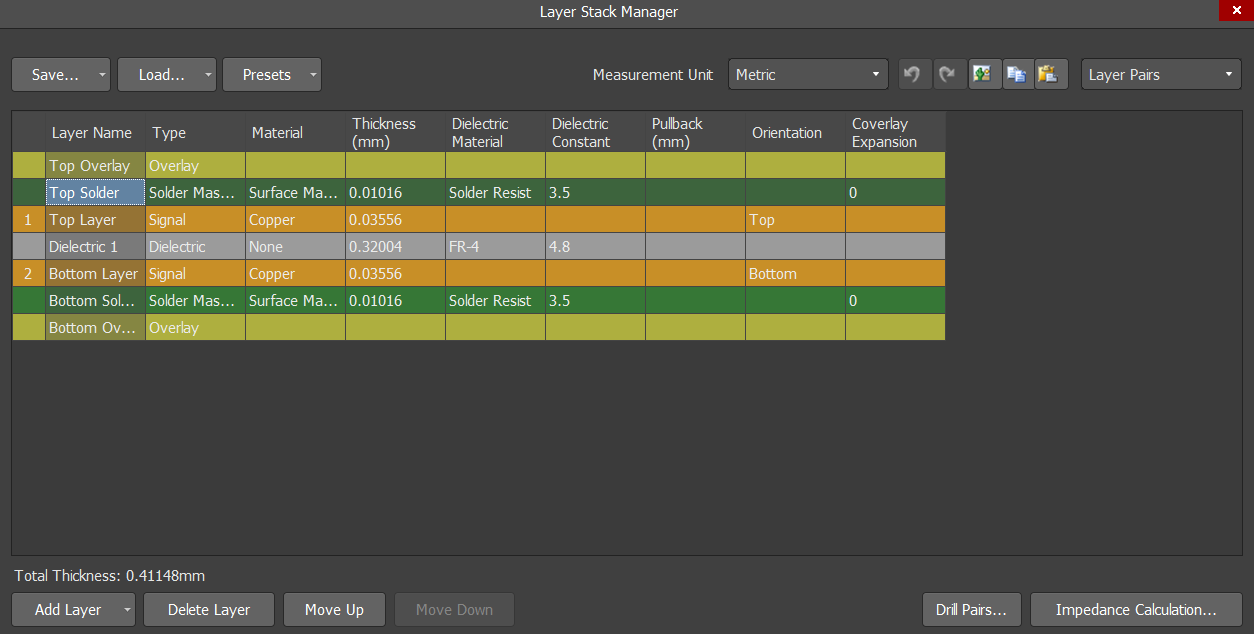 Layer Stack Manager
Save...
Load...
Presets
Measurement Unit
Metric
Layer Pairs
Layer Name Type Material Thickness (mm) Dielectric Material Dielectric Constant Pullback (mm) Orientation Coverlay Expansion
Top Overlay Overlay
Top Solder Solder Mas... Surface Ma... 0.01016 Solder Resist 3.5 0
1 Top Layer Signal Copper 0.03556 Top
Dielectric 1 Dielectric None 0.32004 FR-4 4.8
2 Bottom Layer Signal Copper 0.03556 Bottom
Bottom Sol... Solder Mas... Surface Ma... 0.01016 Solder Resist 3.5 0
Bottom Ov... Overlay
Total Thickness: 0.41148mm
Add Layer
Delete Layer
Move Up
Move Down
Drill Pairs...
Impedance Calculation...